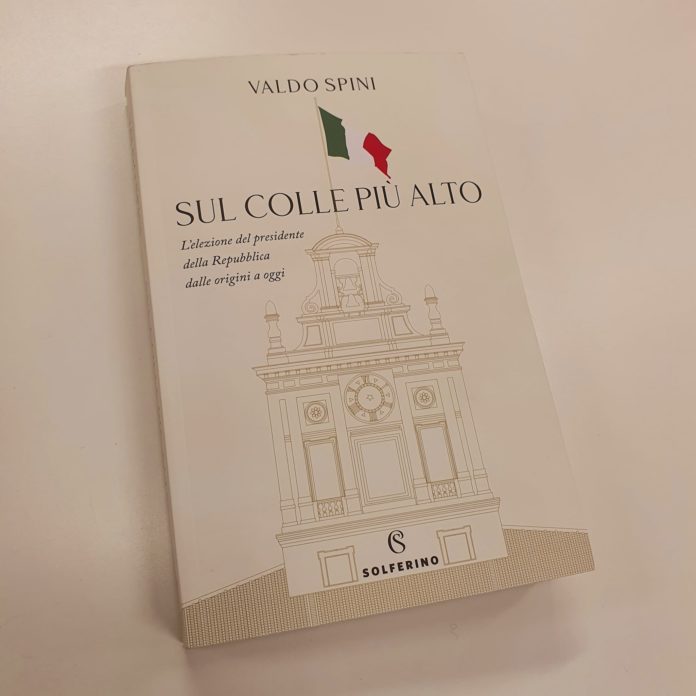 VALDO SPINI
SUL COLLE PIÙ ALTO
L'elezione del presidente
della Repubblica
dalle origini a oggi
SOLFERINO